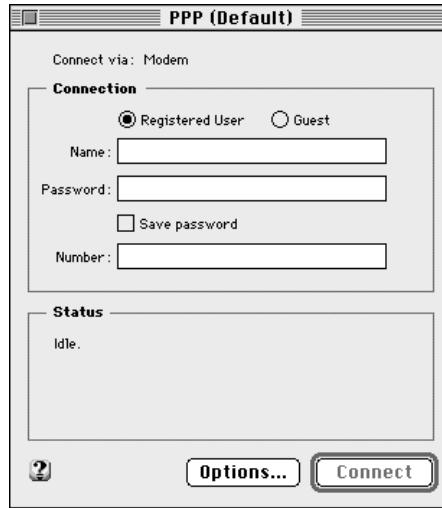 PPP (Default)
Connect via: Modem
Connection
Registered User Guest
Name:
Password:
Save password
Number:
Status
Idle.
? Options... Connect